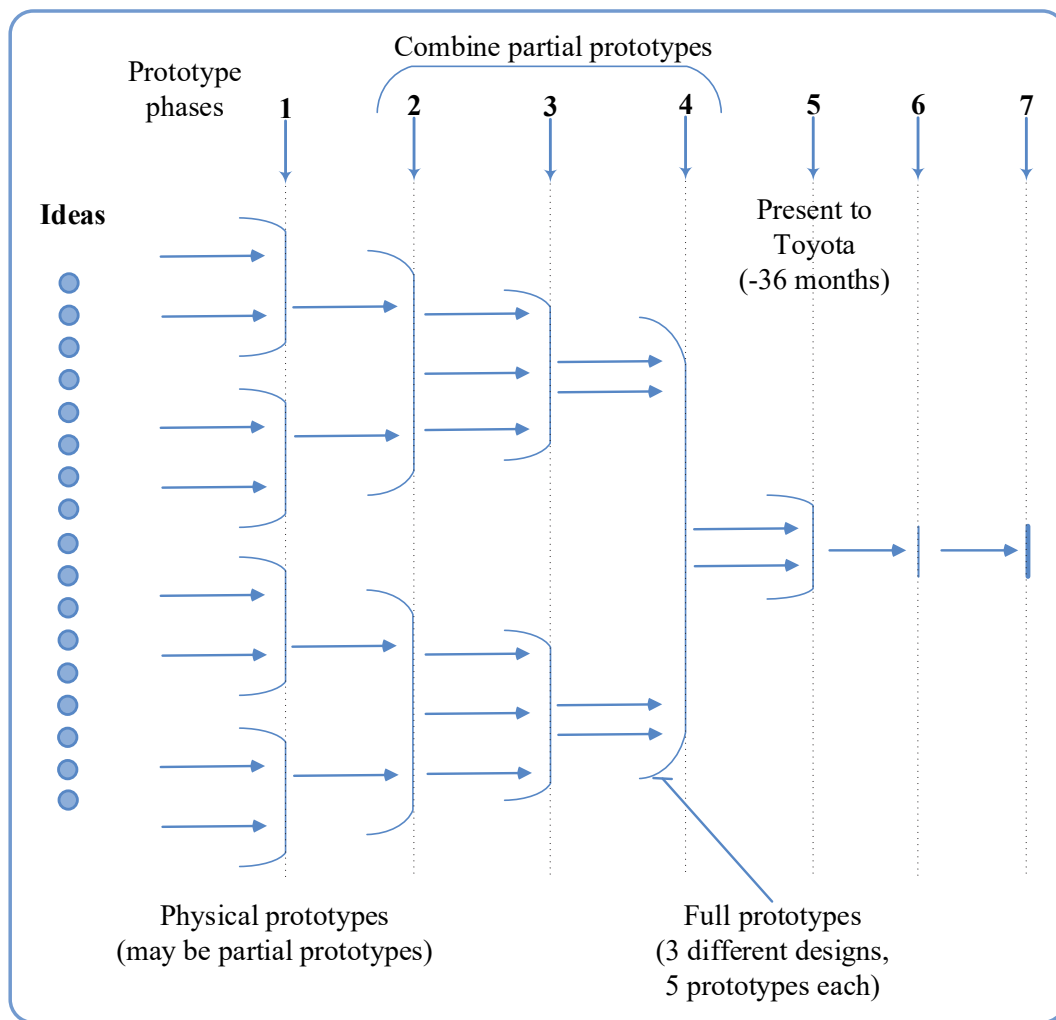 Combine partial prototypes
Prototype
phases
1
2
3
4
5
6
7
Ideas
Present to
Toyota
(-36 months)
Physical prototypes
(may be partial prototypes)
Full prototypes
(3 different designs,
5 prototypes each)